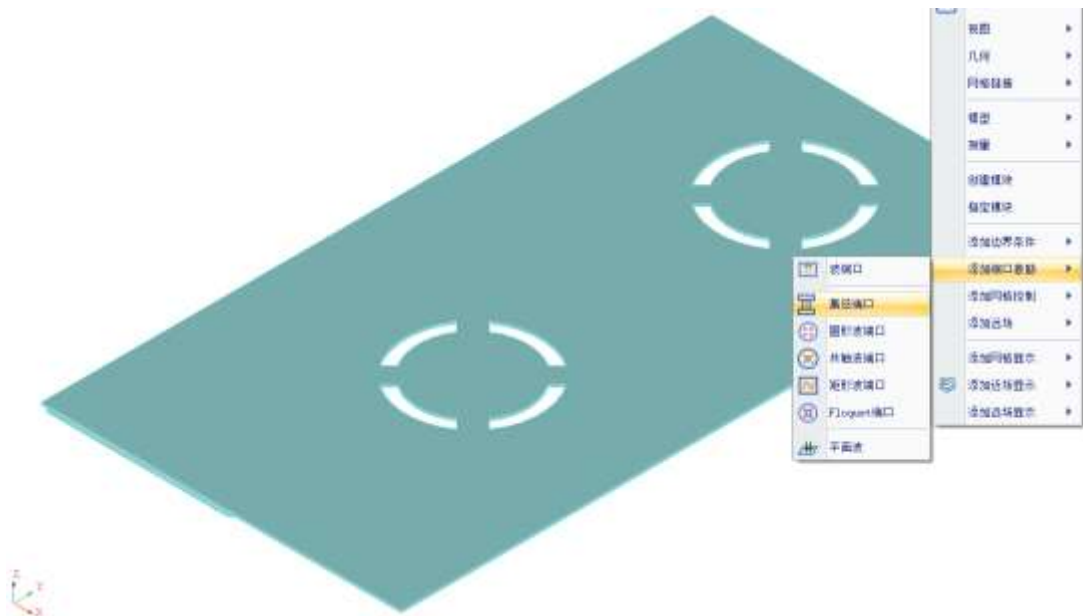 视图
几何
网格链接
模型
测量
创建模块
指定模块
添加边界条件
添加端口激励
添加网格控制
添加远场
添加网格显示
添加近场显示
添加远场显示
波端口
集总端口
圆形波端口
共轴波端口
矩形波端口
Floquet端口
平面波
Z
Y
X